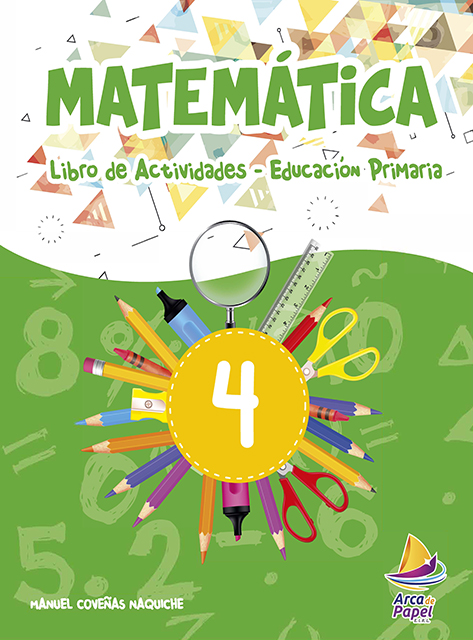 MATEMÁTICA
Libro de Actividades - Educación Primaria
4
MANUEL COVEÑAS NAQUICHE
Arca de
Papel
E.I.R.L.